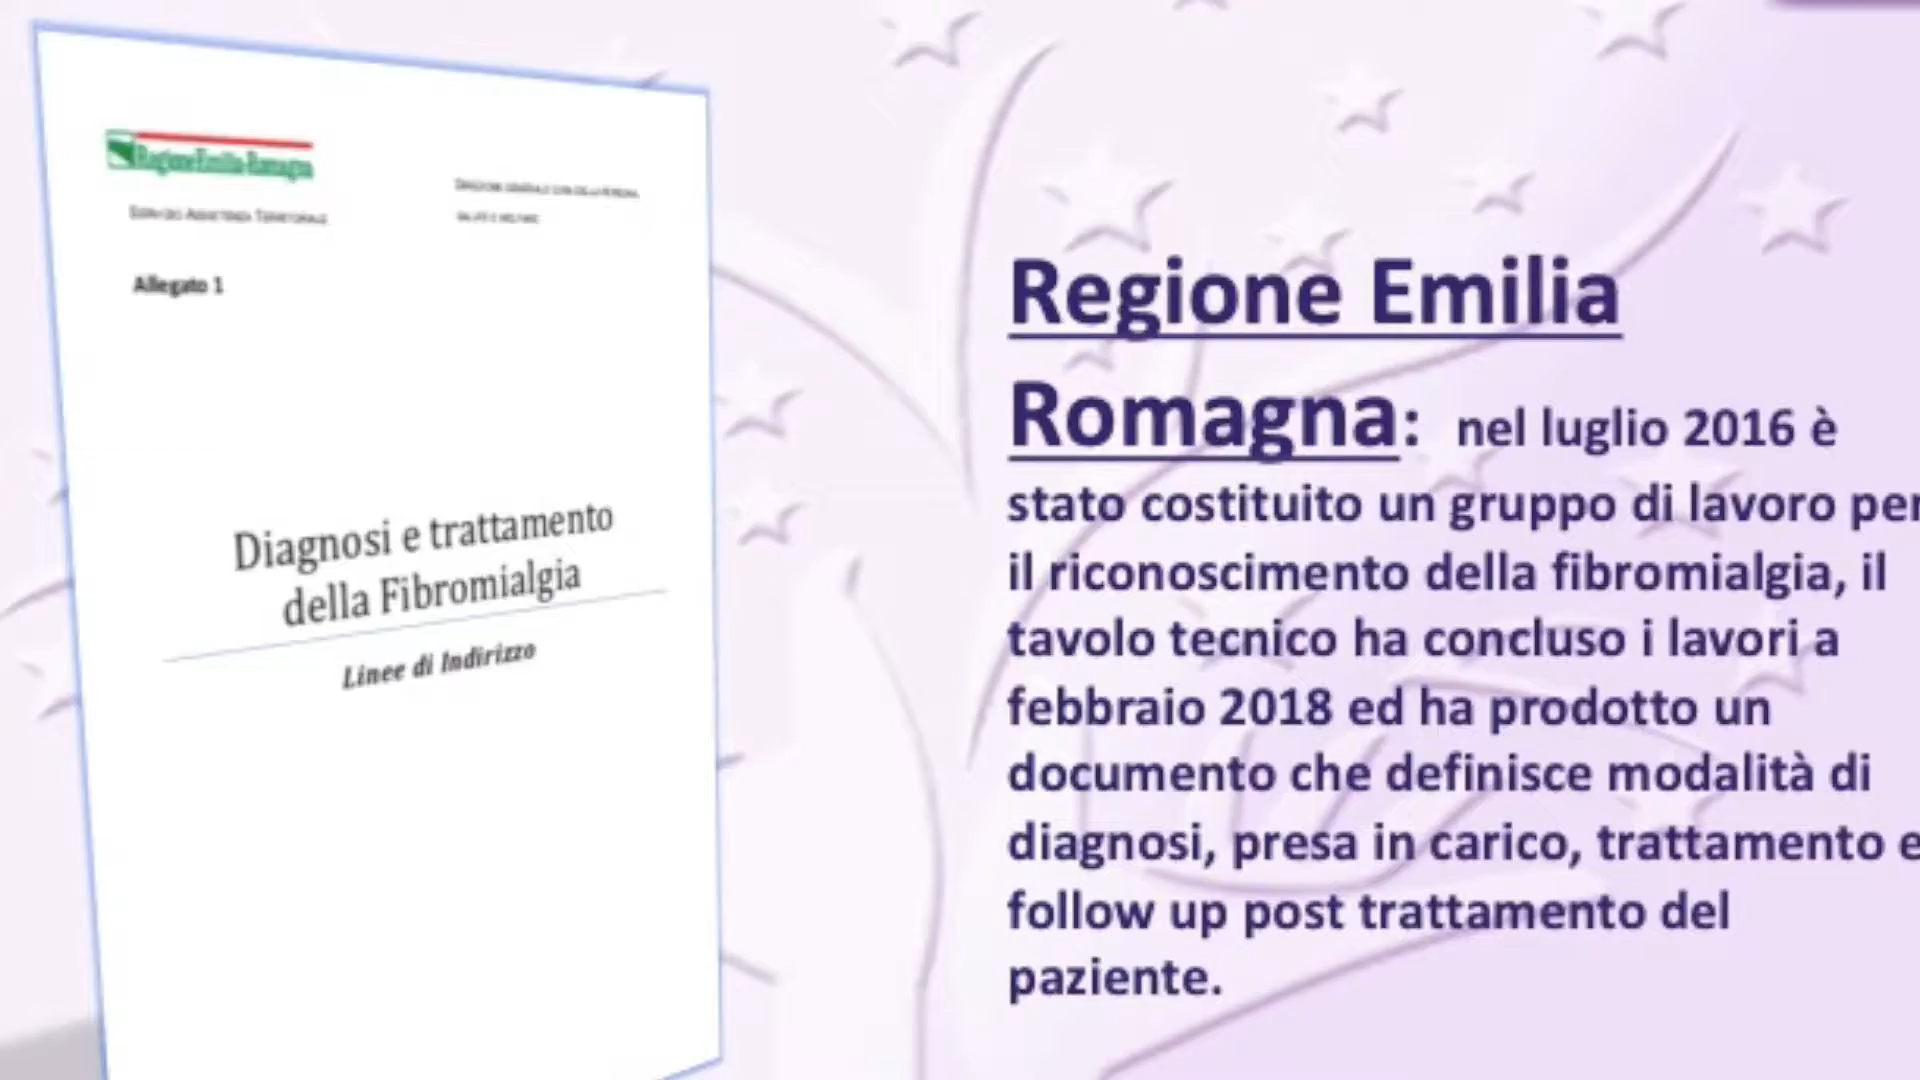 Regione Emilia-Romagna
Allegato 1
Diagnosi e trattamento
della Fibromialgia
Linee di Indirizzo
Regione Emilia
Romagna: nel luglio 2016 è
stato costituito un gruppo di lavoro per
il riconoscimento della fibromialgia, il
tavolo tecnico ha concluso i lavori a
febbraio 2018 ed ha prodotto un
documento che definisce modalità di
diagnosi, presa in carico, trattamento e
follow up post trattamento del
paziente.